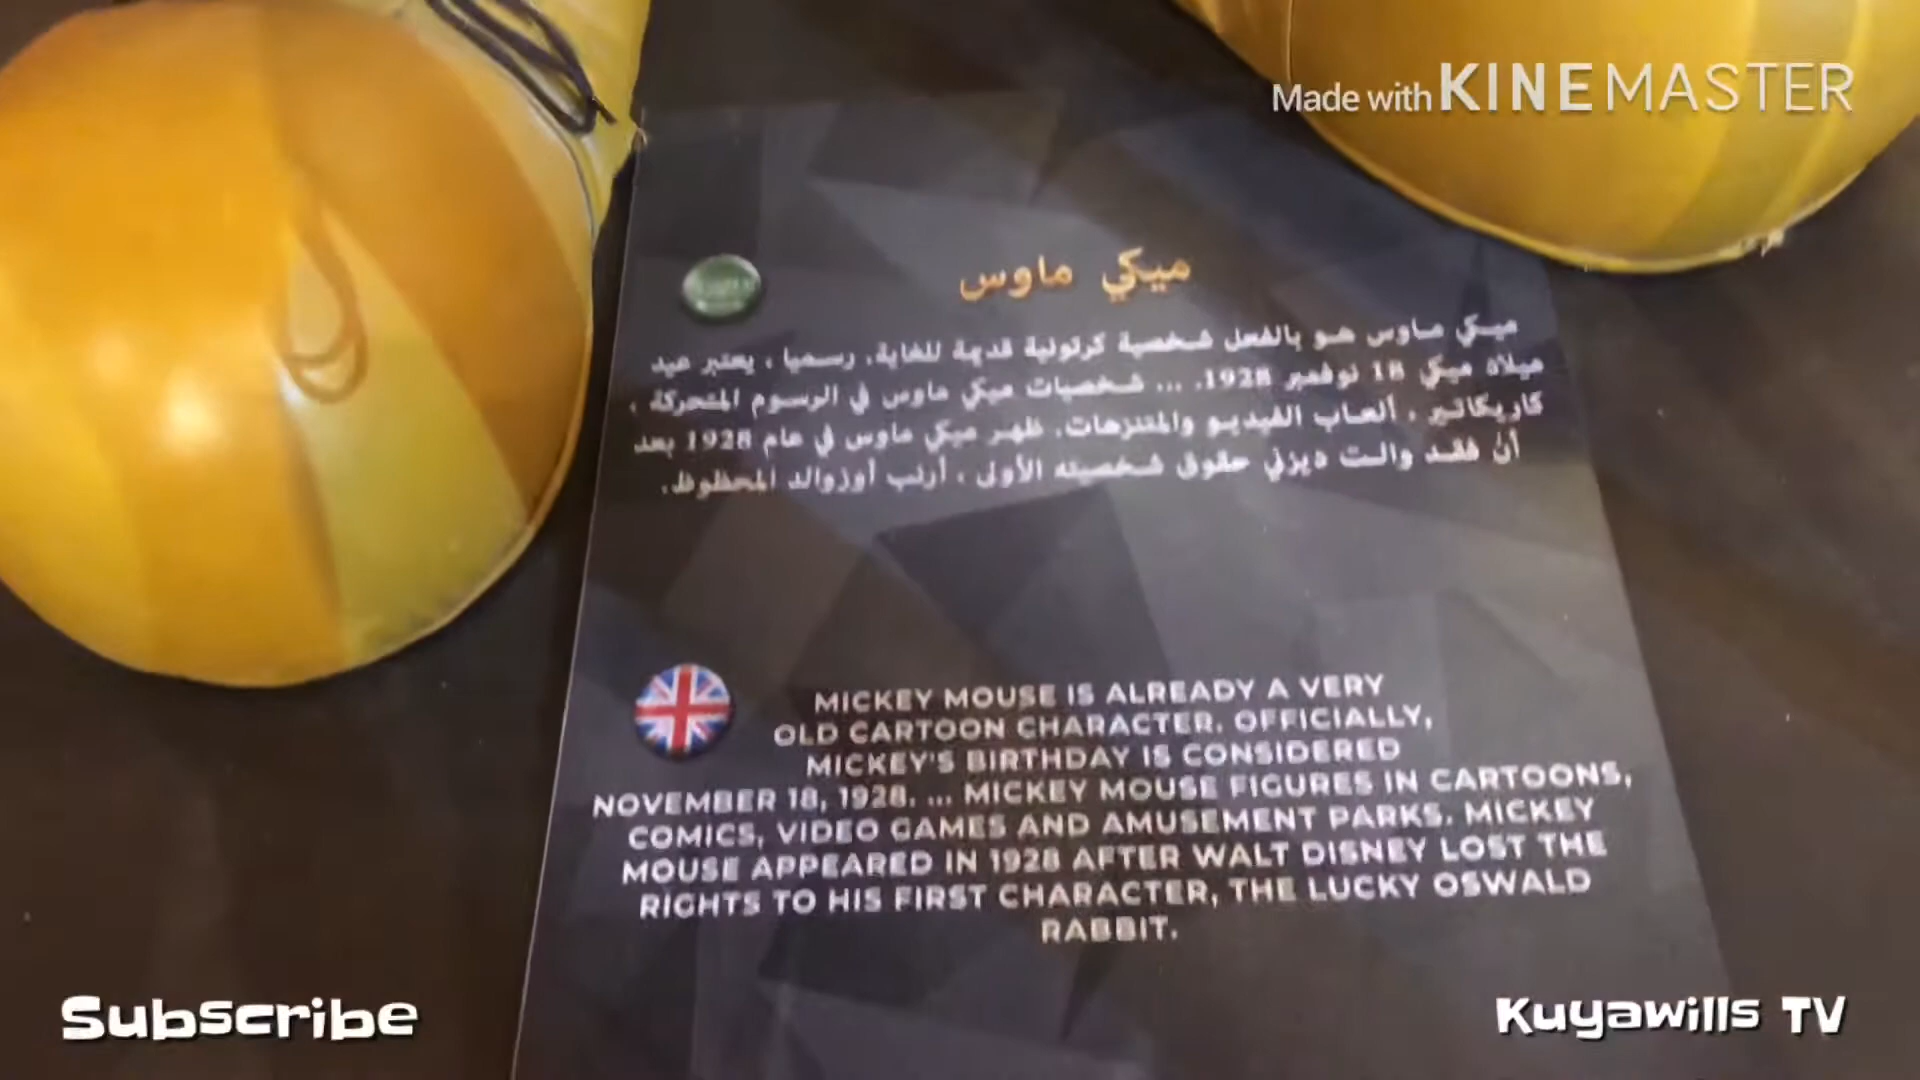 Made with KINEMASTER
ميكي ماوس
ميكي ماوس هو بالفعل شخصية كرتونية قديمة للغاية. رسميا ، يعتبر عيد
ميلاد ميكي 18 نوفمبر 1928. ... شخصيات ميكي ماوس في الرسوم المتحركة ،
كاريكاتير ، ألعاب الفيديو والمتنزهات. ظهر ميكي ماوس في عام 1928 بعد
أن فقد والت ديزني حقوق شخصيته الأولى ، أرنب أوزوالد المحظوظ.
MICKEY MOUSE IS ALREADY A VERY
OLD CARTOON CHARACTER. OFFICIALLY,
MICKEY'S BIRTHDAY IS CONSIDERED
NOVEMBER 18, 1928. ... MICKEY MOUSE FIGURES IN CARTOONS,
COMICS, VIDEO GAMES AND AMUSEMENT PARKS. MICKEY
MOUSE APPEARED IN 1928 AFTER WALT DISNEY LOST THE
RIGHTS TO HIS FIRST CHARACTER, THE LUCKY OSWALD
RABBIT.
Subscribe
Kuyawills TV